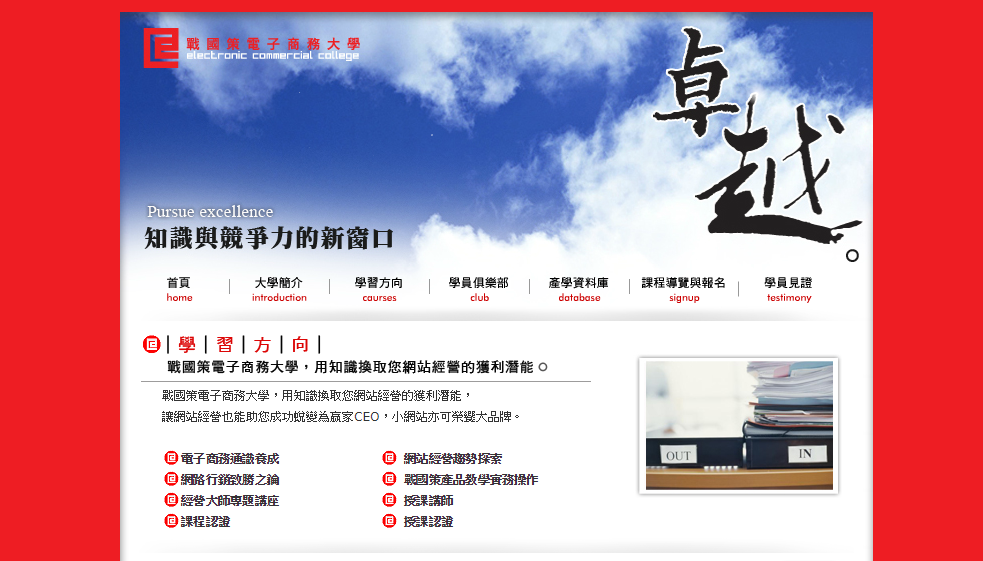 戰國策電子商務大學
electronic commercial college
卓越。
Pursue excellence
知識與競爭力的新窗口
首頁 大學簡介 學習方向 學員俱樂部 產學資料庫 課程導覽與報名 學員見證
home introduction caurses club database signup testimony
學 | 習 | 方 | 向 |
戰國策電子商務大學，用知識換取您網站經營的獲利潛能。
戰國策電子商務大學，用知識換取您網站經營的獲利潛能，
讓網站經營也能助您成功蛻變為贏家CEO，小網站亦可榮變大品牌。
電子商務通識養成 網站經營趨勢探索
網路行銷致勝之鑰 戰國策產品教學實務操作
經營大師專題講座 授課講師
課程認證 授課認證
OUT IN